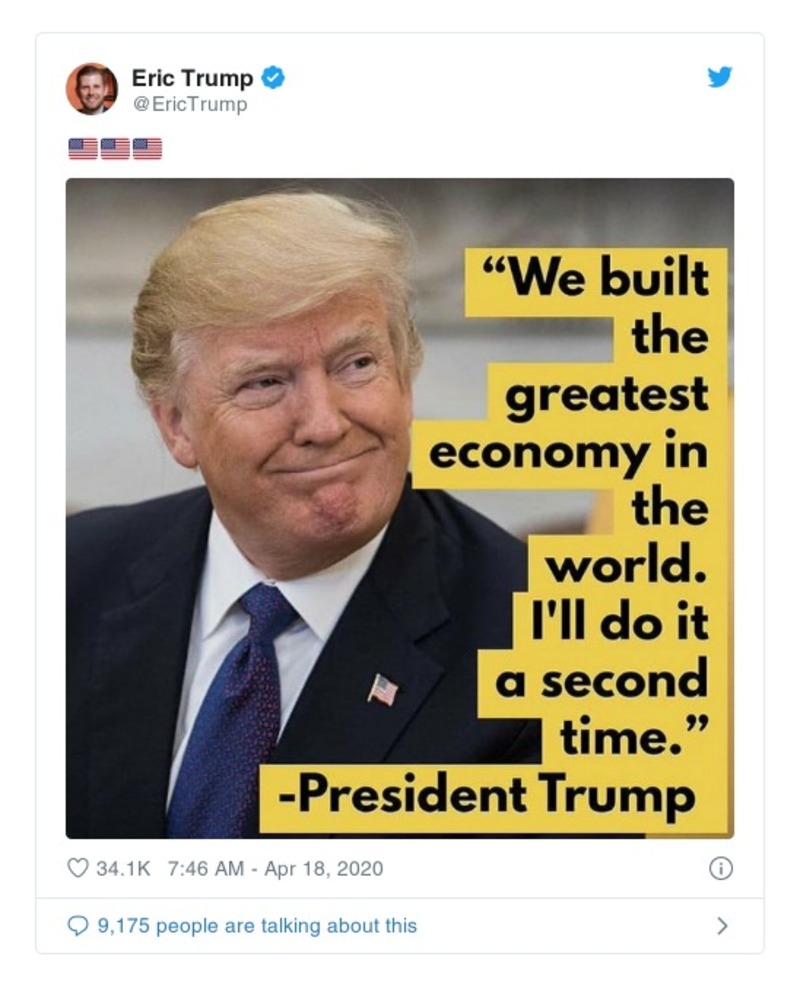 Eric Trump
@EricTrump
“We built
the
greatest
economy in
the
world.
I'll do it
a second
time.”
-President Trump
34.1K 7:46 AM - Apr 18, 2020
9,175 people are talking about this